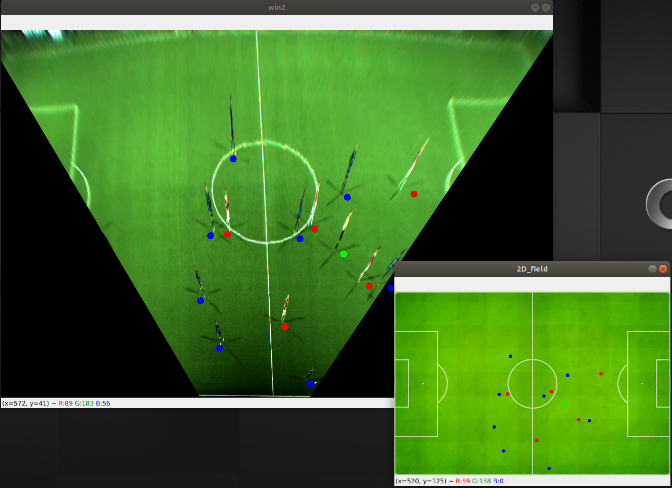 win2
2D_field
(x=572, y=41) ~ R:89 G:183 B:56
(x=520, y=125) ~ R:59 G:158 B:0